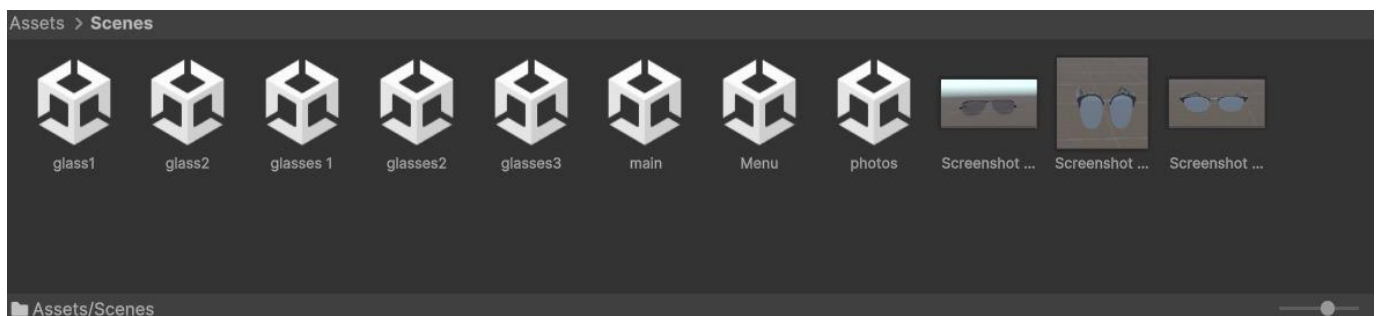 Assets > Scenes
glass1 glass2 glasses 1 glasses2 glasses3 main Menu photos Screenshot ... Screenshot ... Screenshot ...
Assets/Scenes